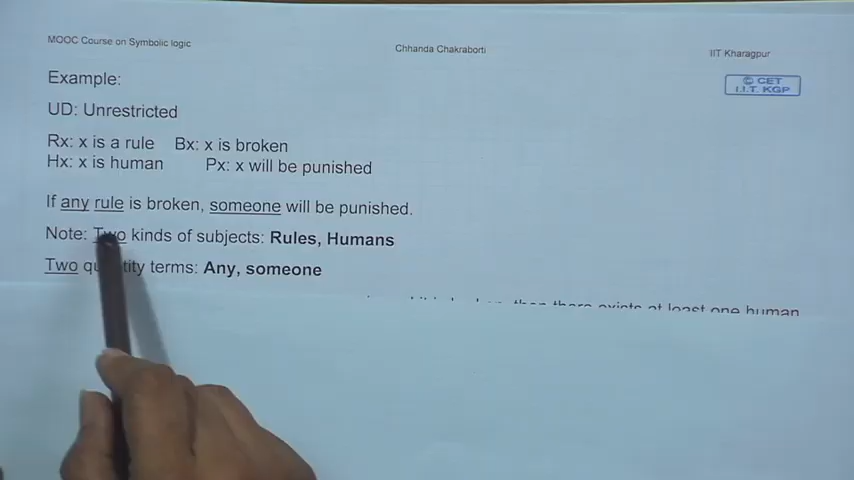 MOOC Course on Symbolic logic Chhanda Chakraborti IIT Kharagpur
© CET
I.I.T. KGP
Example:
UD: Unrestricted
Rx: x is a rule Bx: x is broken
Hx: x is human Px: x will be punished
If any rule is broken, someone will be punished.
Note: Two kinds of subjects: Rules, Humans
Two quantity terms: Any, someone
then there exists at least one human